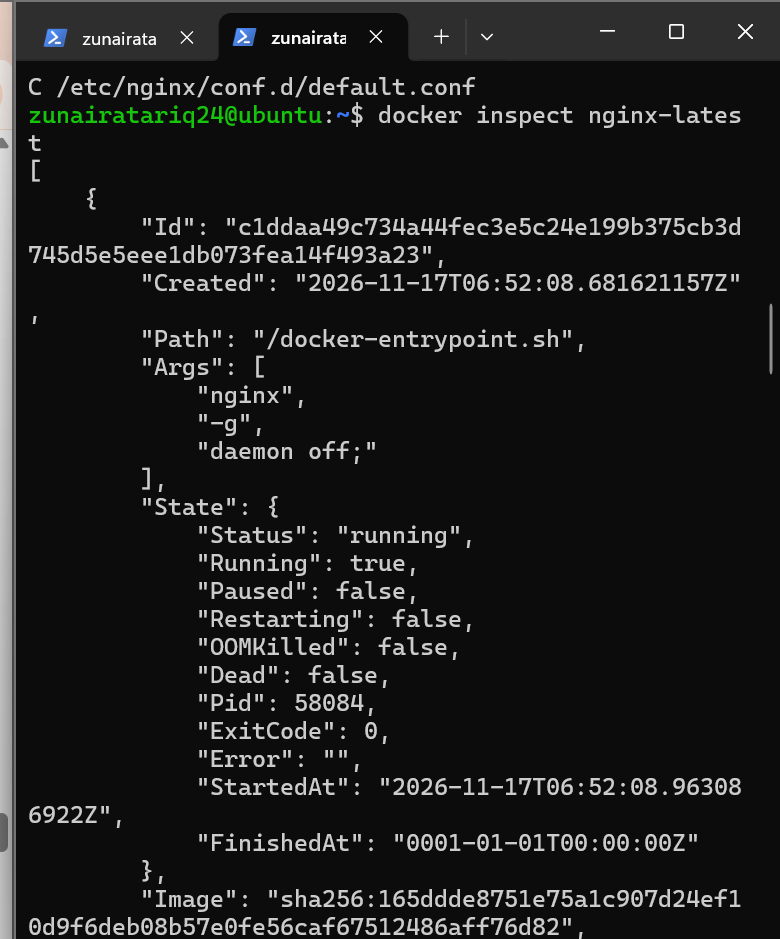 zunairata
zunairata
C /etc/nginx/conf.d/default.conf
zunairatariq24@ubuntu:~$ docker inspect nginx-lates
t
[
    {
        "Id": "c1ddaa49c734a44fec3e5c24e199b375cb3d
745d5e5eee1db073fea14f493a23",
        "Created": "2026-11-17T06:52:08.681621157Z"
,
        "Path": "/docker-entrypoint.sh",
        "Args": [
            "nginx",
            "-g",
            "daemon off;"
        ],
        "State": {
            "Status": "running",
            "Running": true,
            "Paused": false,
            "Restarting": false,
            "OOMKilled": false,
            "Dead": false,
            "Pid": 58084,
            "ExitCode": 0,
            "Error": "",
            "StartedAt": "2026-11-17T06:52:08.96308
6922Z",
            "FinishedAt": "0001-01-01T00:00:00Z"
        },
        "Image": "sha256:165ddde8751e75a1c907d24ef1
0d9f6deb08b57e0fe56caf67512486aff76d82",